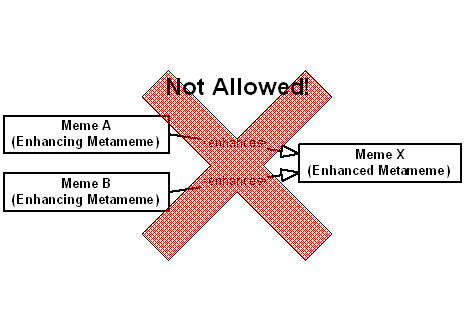 Not Allowed!
Meme A
(Enhancing Metameme)
«enhances»
Meme X
(Enhanced Metameme)
Meme B
(Enhancing Metameme)
«enhances»